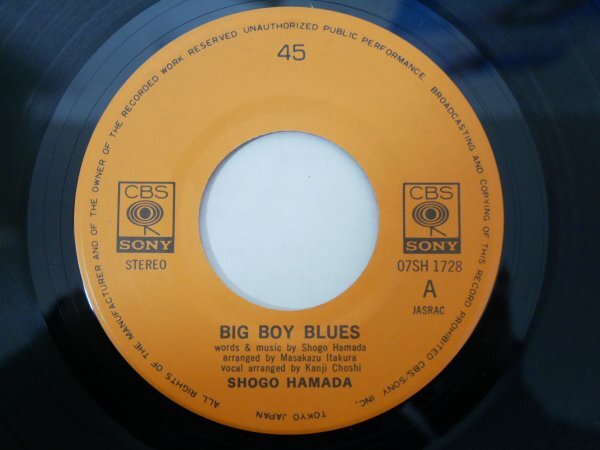 ALL RIGHTS OF THE MANUFACTURER AND OF THE OWNER OF THE RECORDED WORK RESERVED UNAUTHORIZED PUBLIC PERFORMANCE. BROADCASTING AND COPYING OF THIS RECORD PROHIBITED CBS/SONY INC.
45
CBS
SONY
STEREO
CBS
SONY
07SH 1728
A
JASRAC
BIG BOY BLUES
words & music by Shogo Hamada
arranged by Masakazu Itakura
vocal arranged by Kanji Choshi
SHOGO HAMADA
TOKYO JAPAN